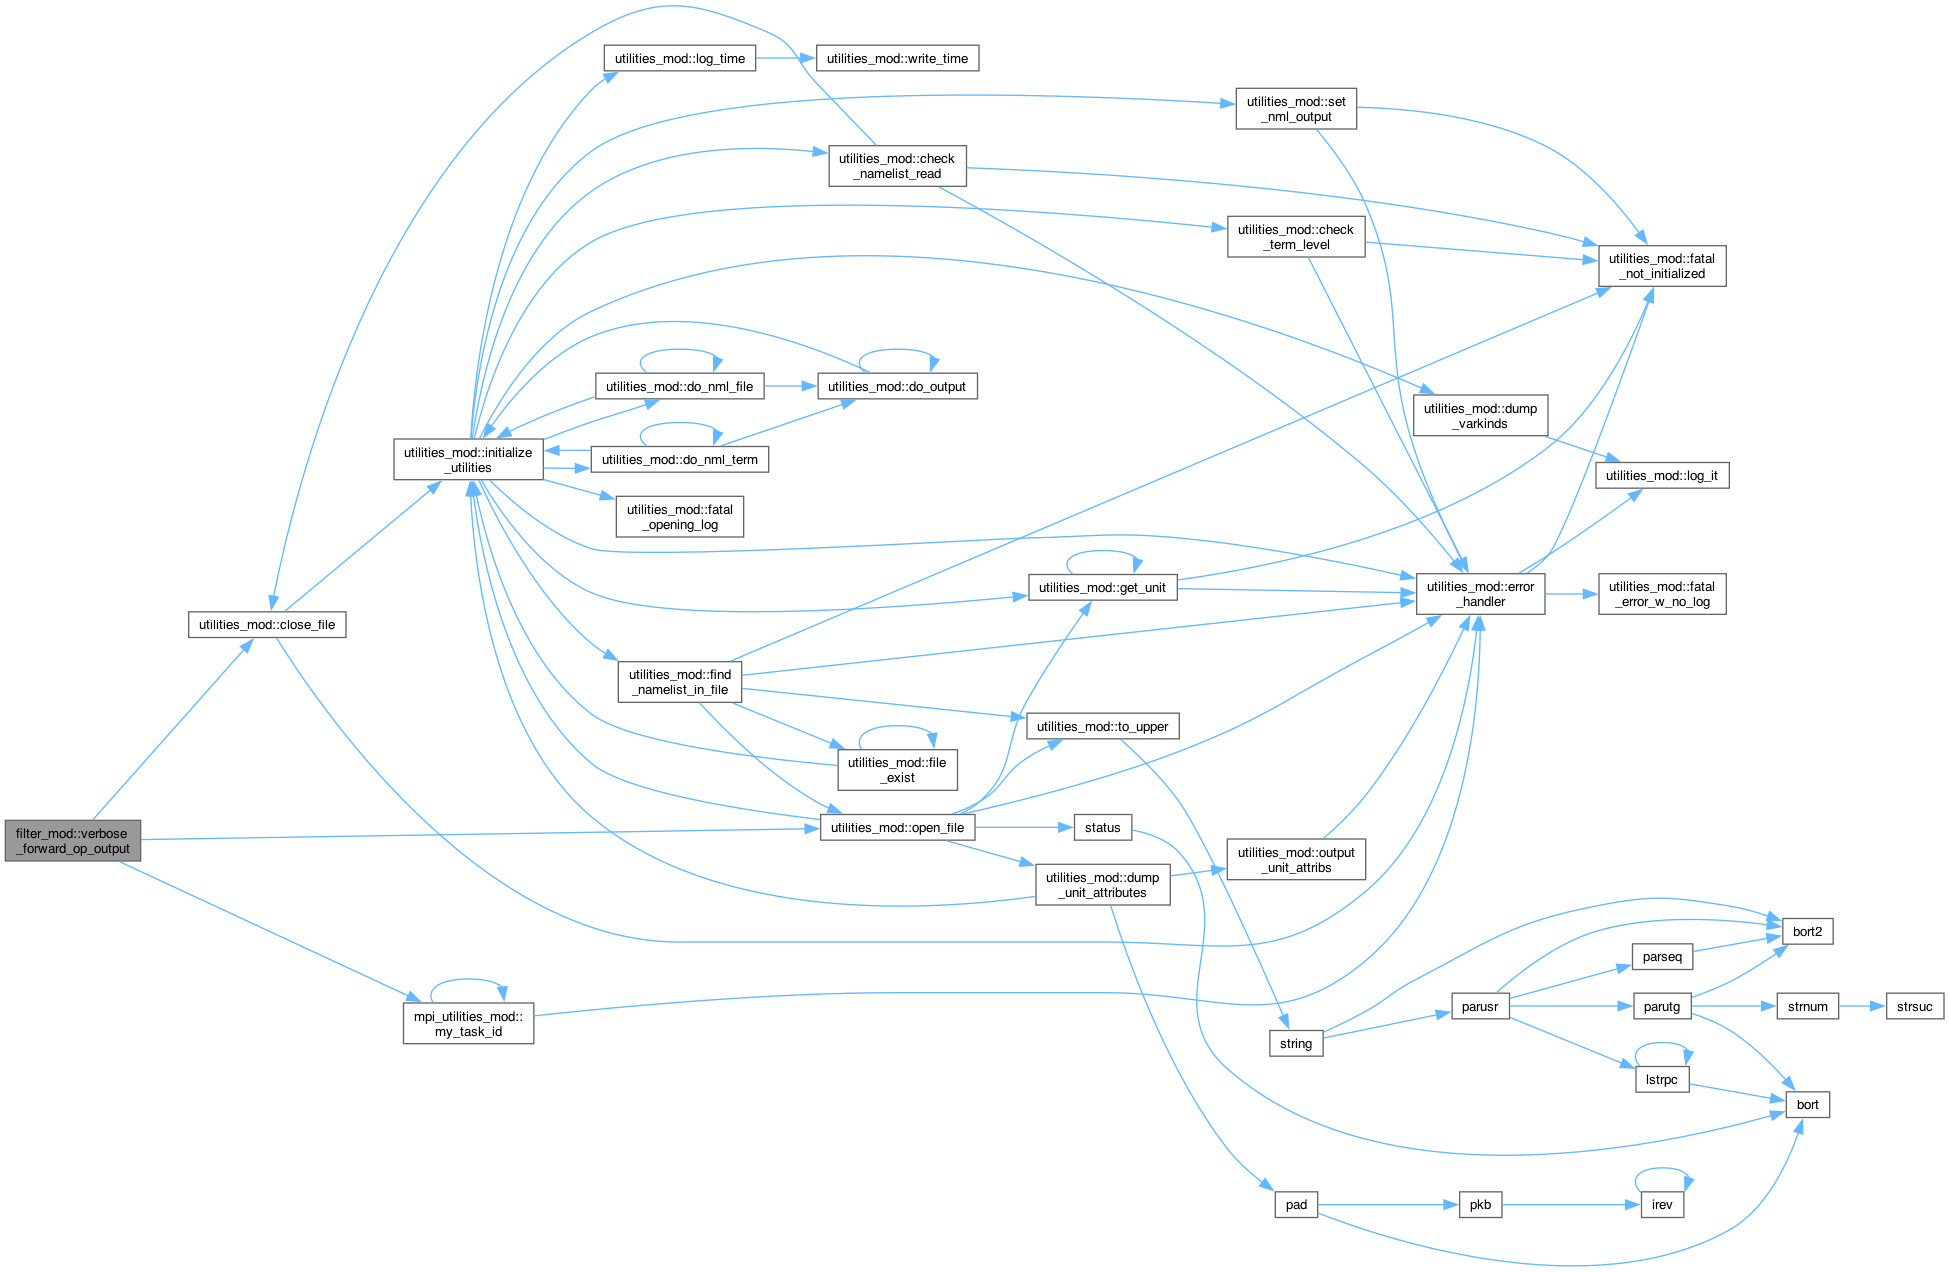 utilities_mod::log_time
utilities_mod::write_time
utilities_mod::set
_nml_output
utilities_mod::check
_namelist_read
utilities_mod::check
_term_level
utilities_mod::fatal
_not_initialized
utilities_mod::do_nml_file
utilities_mod::do_output
utilities_mod::dump
_varkinds
utilities_mod::initialize
_utilities
utilities_mod::do_nml_term
utilities_mod::log_it
utilities_mod::fatal
_opening_log
utilities_mod::get_unit
utilities_mod::error
_handler
utilities_mod::fatal
_error_w_no_log
utilities_mod::close_file
utilities_mod::find
_namelist_in_file
utilities_mod::to_upper
utilities_mod::file
_exist
filter_mod::verbose
_forward_op_output
utilities_mod::open_file
status
utilities_mod::output
_unit_attribs
utilities_mod::dump
_unit_attributes
bort2
parseq
mpi_utilities_mod::
my_task_id
parusr
parutg
strnum
strsuc
string
lstrpc
bort
pad
pkb
irev